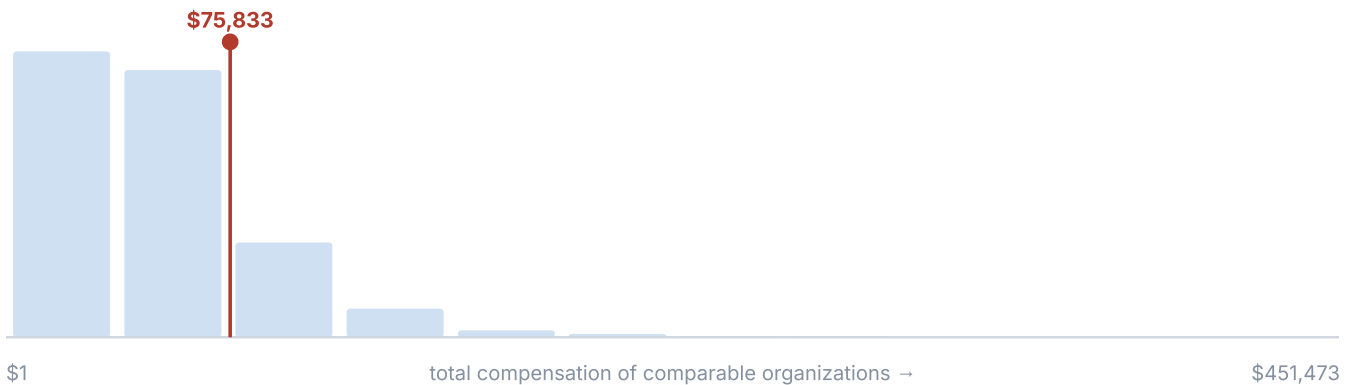 $75,833
$1
total compensation of comparable organizations →
$451,473